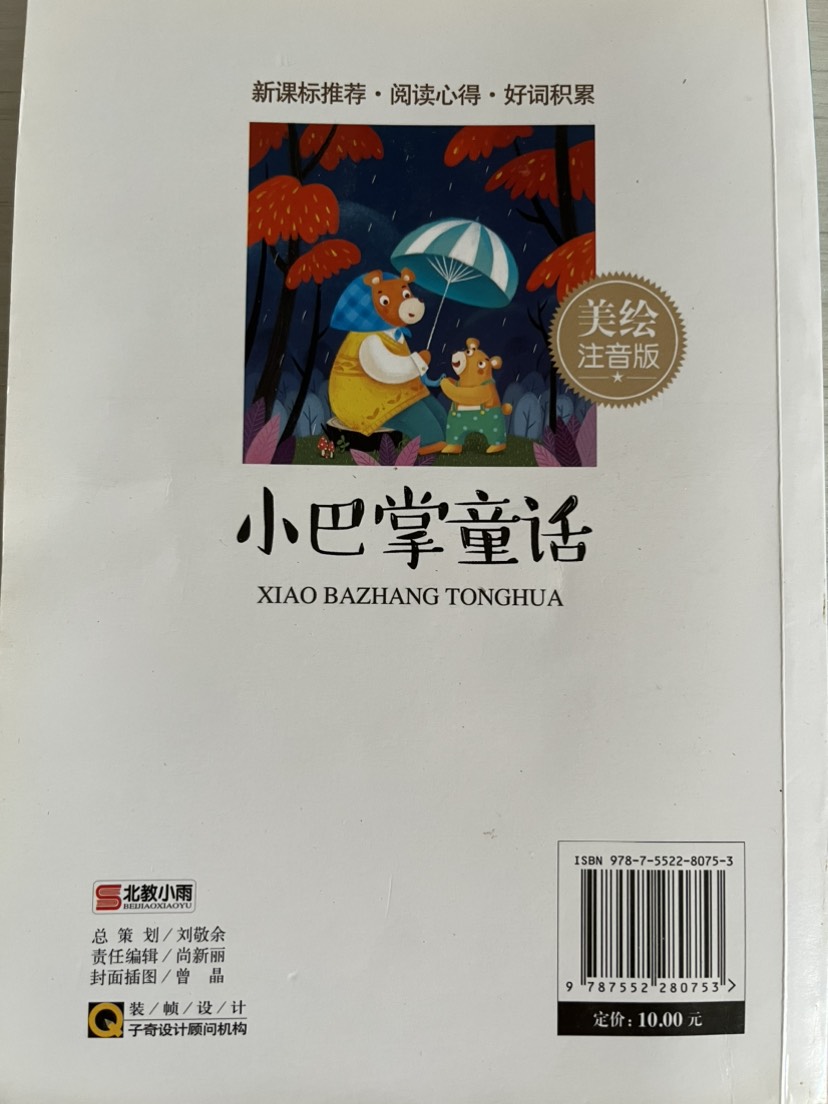 新课标推荐·阅读心得·好词积累
美绘
注音版
小巴掌童话
XIAO BAZHANG TONGHUA
北教小雨
BEIJIAOXIAOYU
总策划/刘敬余
责任编辑/尚新丽
封面插图/曾晶
装/帧/设/计
子奇设计顾问机构
ISBN 978-7-5522-8075-3
9 787552 280753
定价：10.00 元